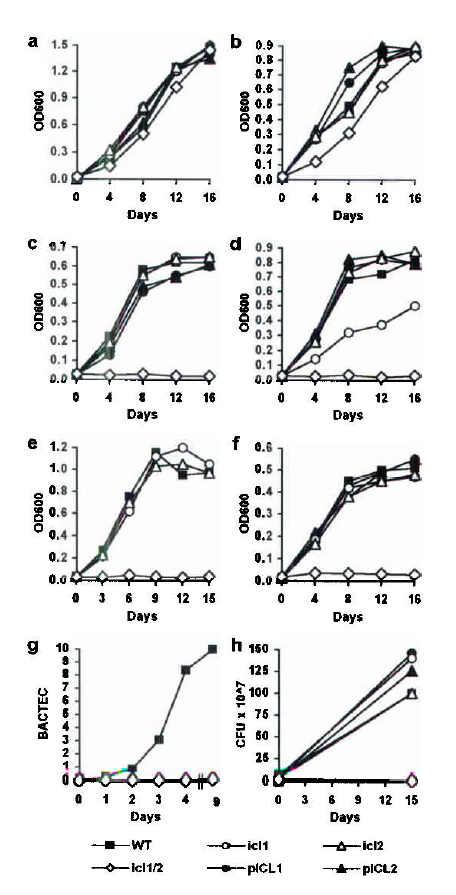 a
1.5
1.2
0.9
0.6
0.3
0.0
OD600
0 4 8 12 16
Days
b
0.9
0.8
0.7
0.6
0.5
0.4
0.3
0.2
0.1
0.0
OD600
0 4 8 12 16
Days
c
0.7
0.6
0.5
0.4
0.3
0.2
0.1
0.0
OD600
0 4 8 12 16
Days
d
0.9
0.8
0.7
0.6
0.5
0.4
0.3
0.2
0.1
0.0
OD600
0 4 8 12 16
Days
e
1.2
1.0
0.8
0.6
0.4
0.2
0.0
OD600
0 3 6 9 12 15
Days
f
0.6
0.5
0.4
0.3
0.2
0.1
0.0
OD600
0 4 8 12 16
Days
g
10
9
8
7
6
5
4
3
2
1
0
BACTEC
0 1 2 3 4 9
Days
h
150
125
100
75
50
25
0
CFU x 10^7
0 3 6 9 12 15
Days
WT icl1 icl2
icl1/2 pICL1 pICL2